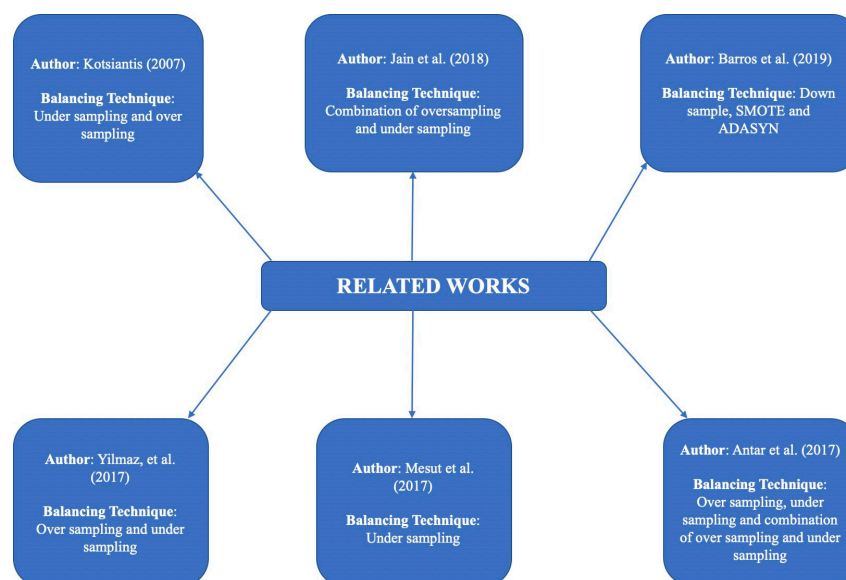 Author: Kotsiantis (2007)
Balancing Technique:
Under sampling and over
sampling
Author: Jain et al. (2018)
Balancing Technique:
Combination of oversampling
and under sampling
Author: Barros et al. (2019)
Balancing Technique: Down
sample, SMOTE and
ADASYN
RELATED WORKS
Author: Yilmaz, et al.
(2017)
Balancing Technique:
Over sampling and under
sampling
Author: Mesut et al.
(2017)
Balancing Technique:
Under sampling
Author: Antar et al. (2017)
Balancing Technique:
Over sampling, under
sampling and combination
of over sampling and under
sampling